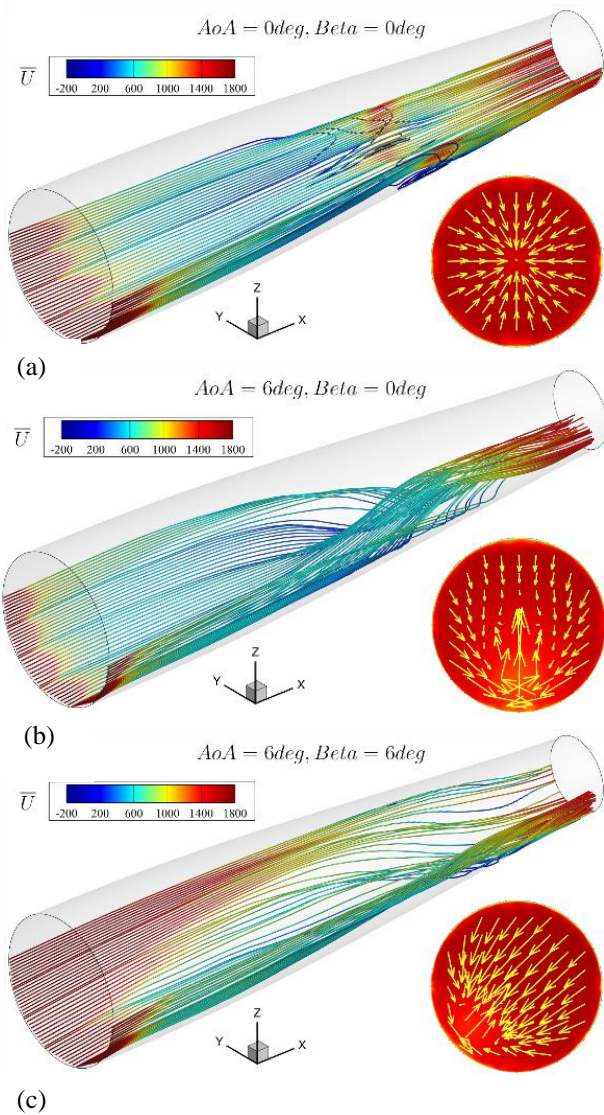 AoA = 0deg, Beta = 0deg
U
-200 200 600 1000 1400 1800
Z
Y
X
(a)
AoA = 6deg, Beta = 0deg
U
-200 200 600 1000 1400 1800
Z
Y
X
(b)
AoA = 6deg, Beta = 6deg
U
-200 200 600 1000 1400 1800
Z
Y
X
(c)